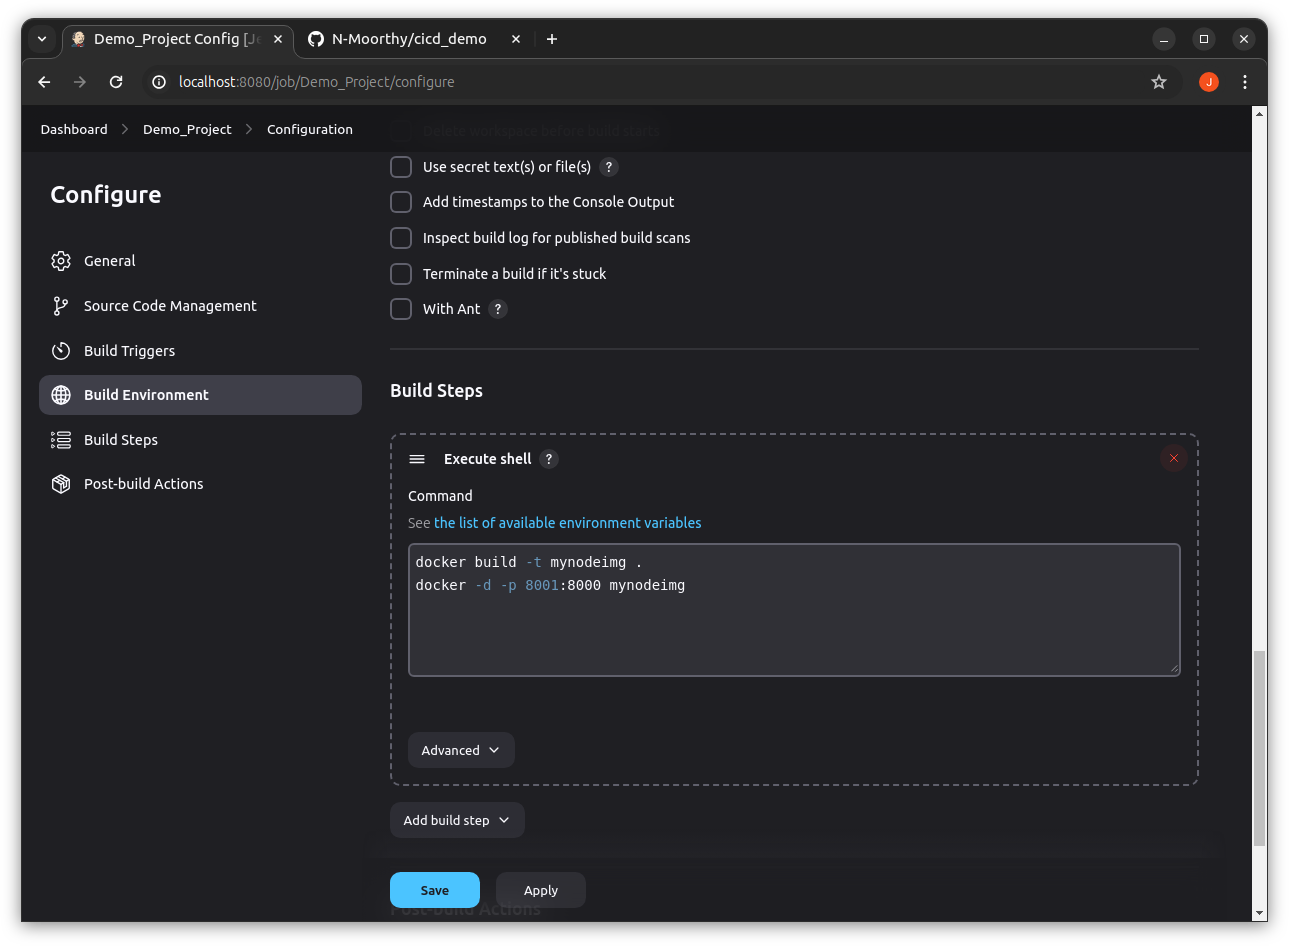 Demo_Project Config [Je
N-Moorthy/cicd_demo
localhost:8080/job/Demo_Project/configure
J
Dashboard
Demo_Project
Configuration
Delete workspace before build starts
Configure
General
Source Code Management
Build Triggers
Build Environment
Build Steps
Post-build Actions
Use secret text(s) or file(s) ?
Add timestamps to the Console Output
Inspect build log for published build scans
Terminate a build if it's stuck
With Ant ?
Build Steps
Execute shell ?
Command
See the list of available environment variables
docker build -t mynodeimg .
docker -d -p 8001:8000 mynodeimg
Advanced
Add build step
Save
Apply
Post-build Actions